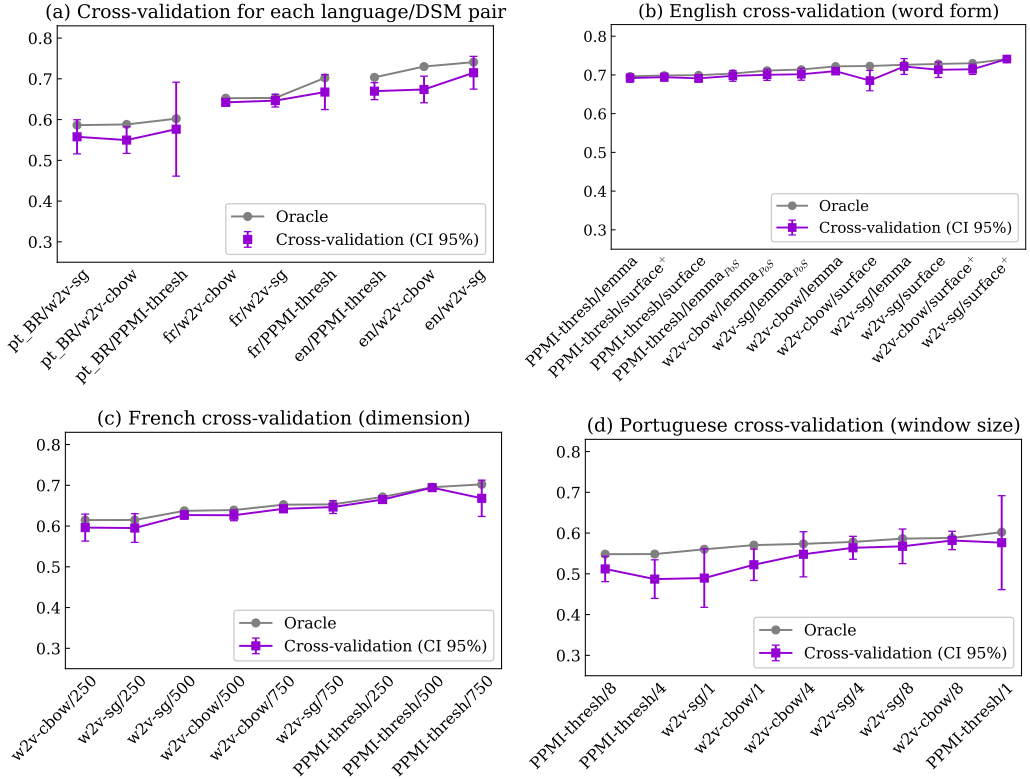 (a) Cross-validation for each language/DSM pair
0.8
0.7
0.6
0.5
0.4
0.3
Oracle
Cross-validation (CI 95%)
pt_BR/w2v-sg
pt_BR/w2v-cbow
pt_BR/PPMI-thresh
fr/w2v-cbow
fr/w2v-sg
fr/PPMI-thresh
en/PPMI-thresh
en/w2v-cbow
en/w2v-sg
(b) English cross-validation (word form)
0.8
0.7
0.6
0.5
0.4
0.3
Oracle
Cross-validation (CI 95%)
PPMI-thresh/lemma
PPMI-thresh/surface⁺
PPMI-thresh/surface
PPMI-thresh/lemma_PoS
w2v-cbow/lemma_PoS
w2v-sg/lemma_PoS
w2v-cbow/lemma
w2v-cbow/surface
w2v-sg/lemma
w2v-sg/surface
w2v-cbow/surface⁺
w2v-sg/surface⁺
(c) French cross-validation (dimension)
0.8
0.7
0.6
0.5
0.4
0.3
Oracle
Cross-validation (CI 95%)
w2v-cbow/250
w2v-sg/250
w2v-sg/500
w2v-cbow/500
w2v-cbow/750
w2v-sg/750
PPMI-thresh/250
PPMI-thresh/500
PPMI-thresh/750
(d) Portuguese cross-validation (window size)
0.8
0.7
0.6
0.5
0.4
0.3
Oracle
Cross-validation (CI 95%)
PPMI-thresh/8
PPMI-thresh/4
w2v-sg/1
w2v-cbow/1
w2v-cbow/4
w2v-sg/4
w2v-sg/8
w2v-cbow/8
PPMI-thresh/1